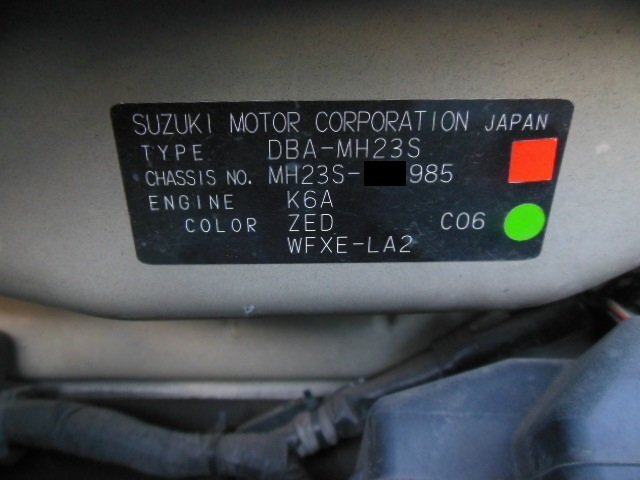 SUZUKI MOTOR CORPORATION JAPAN
TYPE DBA-MH23S
CHASSIS NO. MH23S- 985
ENGINE K6A
COLOR ZED C06
WFXE-LA2